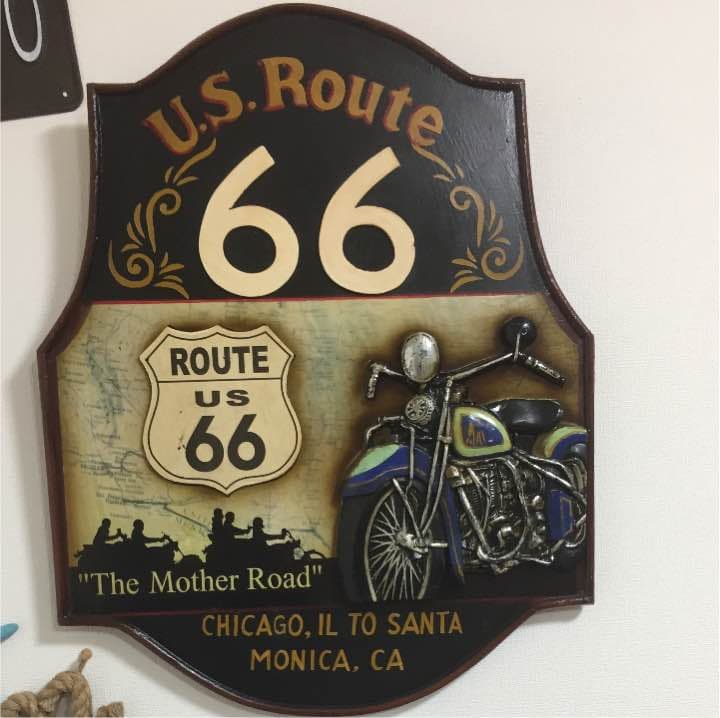 U.S. Route
66
ROUTE
US
66
"The Mother Road"
CHICAGO, IL TO SANTA
MONICA, CA